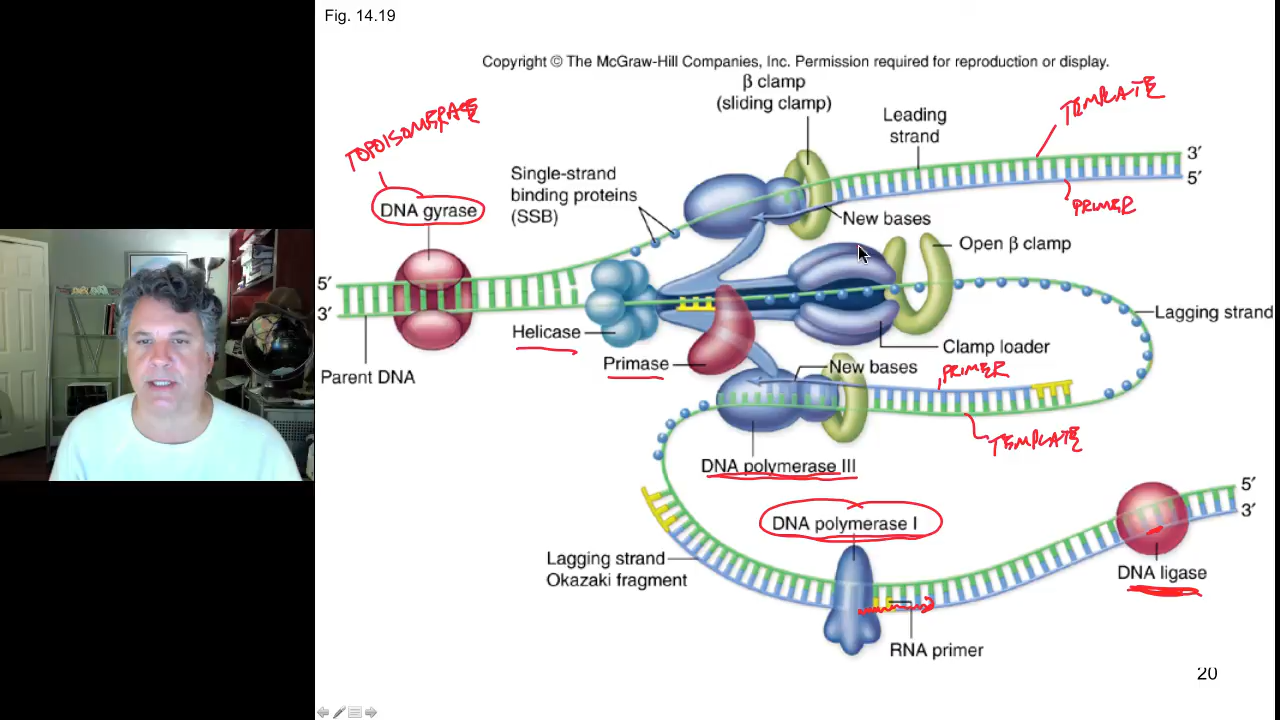 Fig. 14.19
Copyright © The McGraw-Hill Companies, Inc. Permission required for reproduction or display.
β clamp
(sliding clamp)
Leading
strand
TEMPLATE
3′
5′
PRIMER
TOPOISOMERASE
DNA gyrase
Single-strand
binding proteins
(SSB)
New bases
Open β clamp
5′
3′
Helicase
Primase
Parent DNA
Lagging strand
Clamp loader
New bases
PRIMER
TEMPLATE
DNA polymerase III
DNA polymerase I
5′
3′
Lagging strand
Okazaki fragment
DNA ligase
RNA primer
20